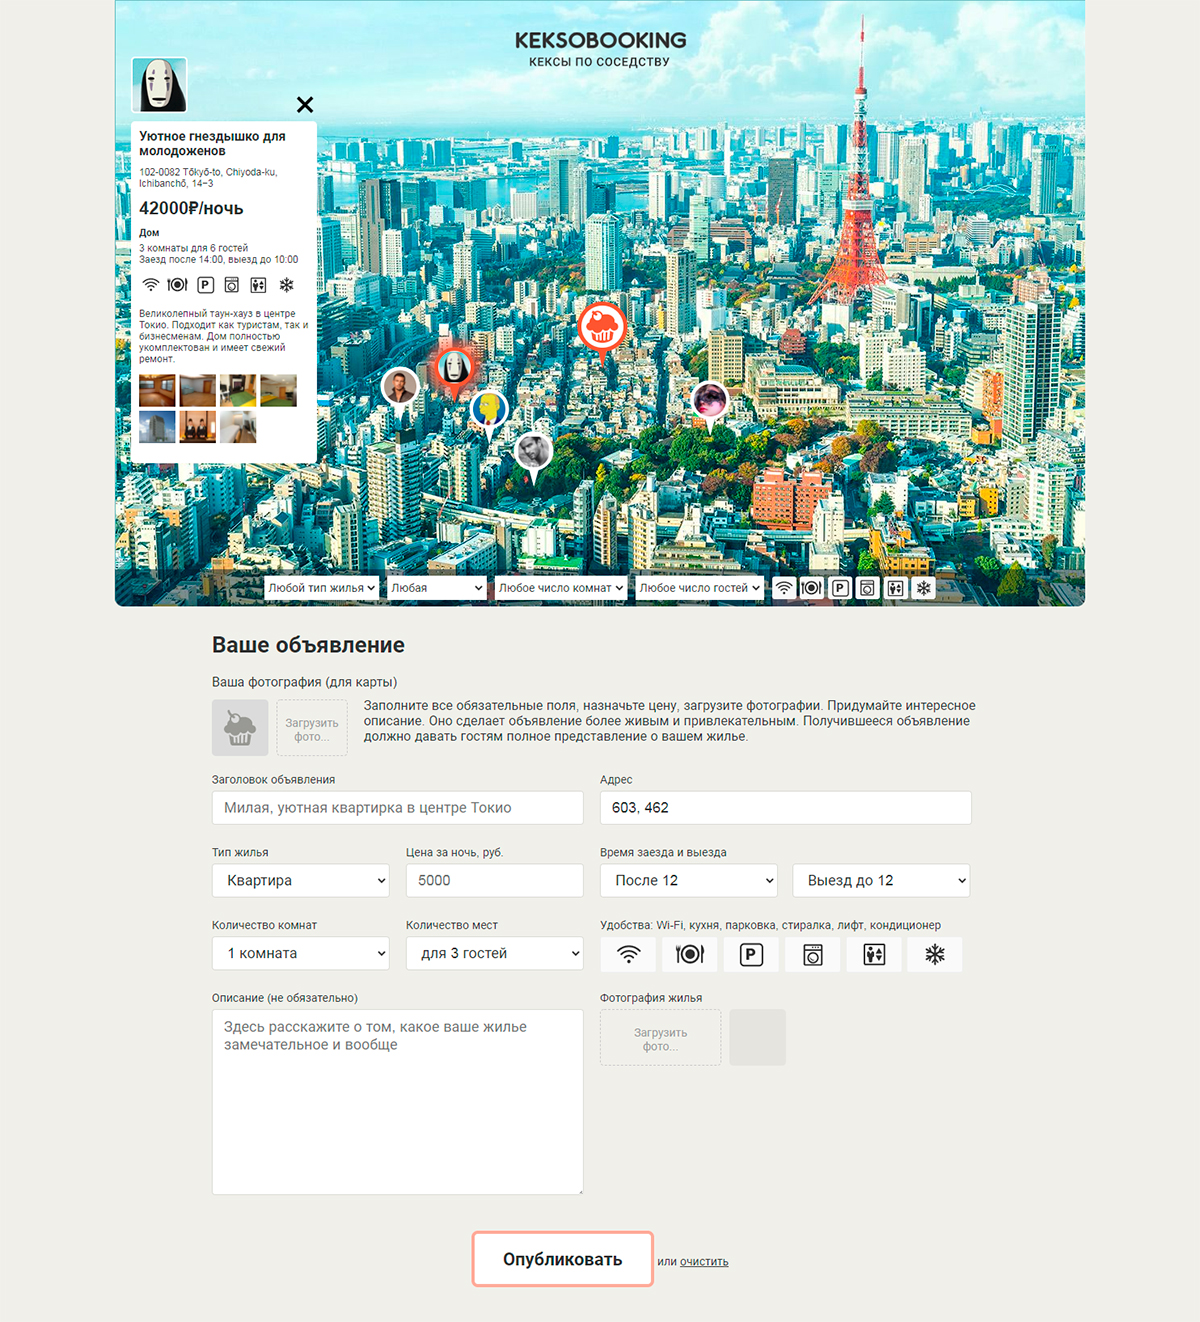 KEKSOBOOKING
КЕКСЫ ПО СОСЕДСТВУ
Уютное гнездышко для
молодоженов
102-0082 Tōkyō-to, Chiyoda-ku,
Ichibanchō, 14−3
42000₽/ночь
Дом
3 комнаты для 6 гостей
Заезд после 14:00, выезд до 10:00
P
Великолепный таун-хауз в центре
Токио. Подходит как туристам, так и
бизнесменам. Дом полностью
укомплектован и имеет свежий
ремонт.
Любой тип жилья Любая Любое число комнат Любое число гостей P
Ваше объявление
Ваша фотография (для карты)
Загрузить
фото...
Заполните все обязательные поля, назначьте цену, загрузите фотографии. Придумайте интересное
описание. Оно сделает объявление более живым и привлекательным. Получившееся объявление
должно давать гостям полное представление о вашем жилье.
Заголовок объявления
Милая, уютная квартирка в центре Токио
Адрес
603, 462
Тип жилья
Квартира
Цена за ночь, руб.
5000
Время заезда и выезда
После 12
Выезд до 12
Количество комнат
1 комната
Количество мест
для 3 гостей
Удобства: Wi-Fi, кухня, парковка, стиралка, лифт, кондиционер
P
Описание (не обязательно)
Здесь расскажите о том, какое ваше жилье
замечательное и вообще
Фотография жилья
Загрузить
фото...
Опубликовать или очистить